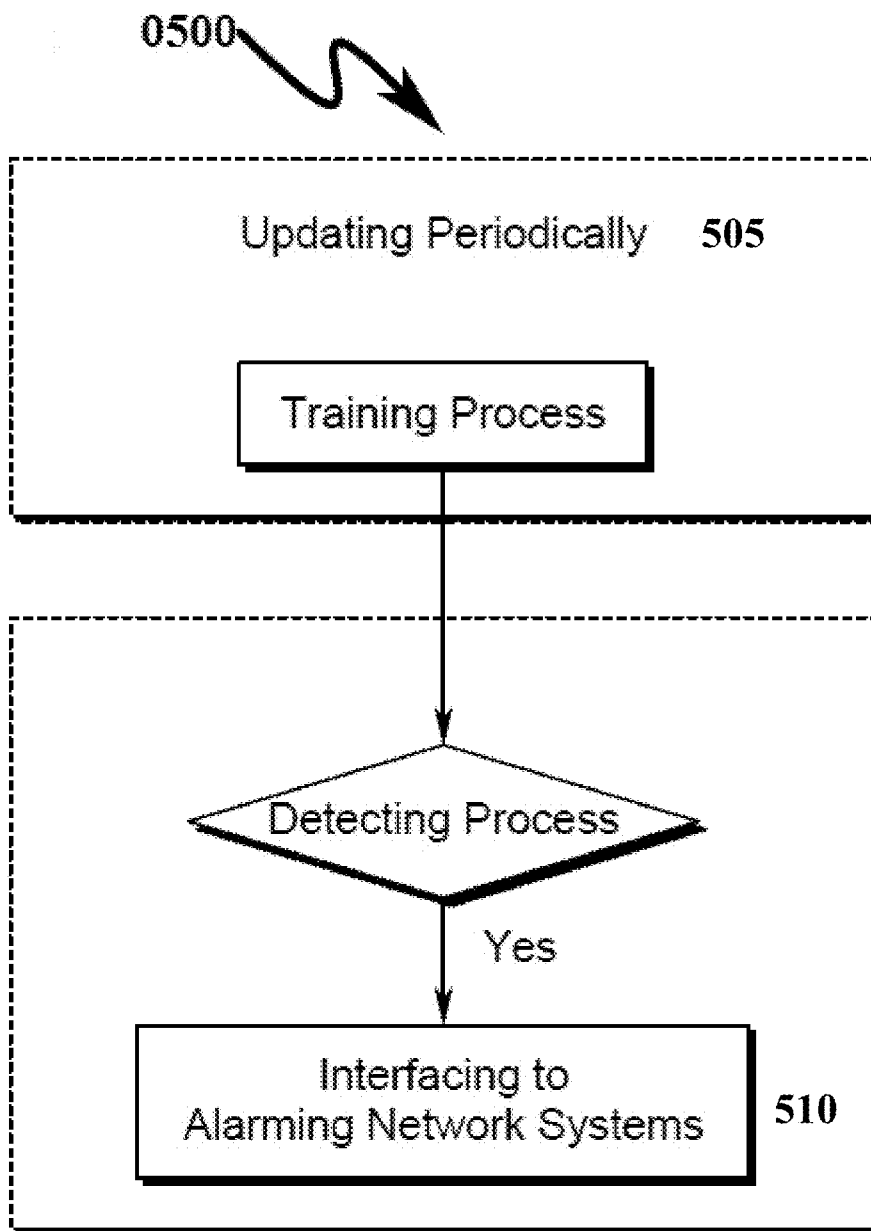 0500
Updating Periodically 505
Training Process
Detecting Process
Yes
Interfacing to
Alarming Network Systems
510